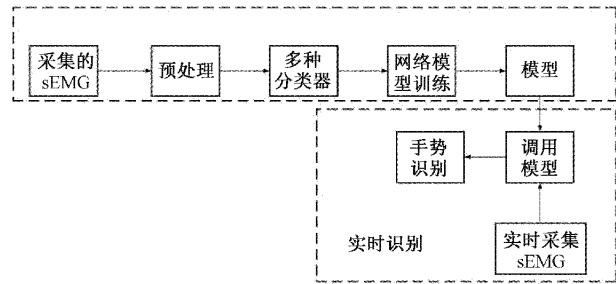 采集的
sEMG
预处理
多种
分类器
网络模
型训练
模型
手势
识别
调用
模型
实时识别
实时采集
sEMG